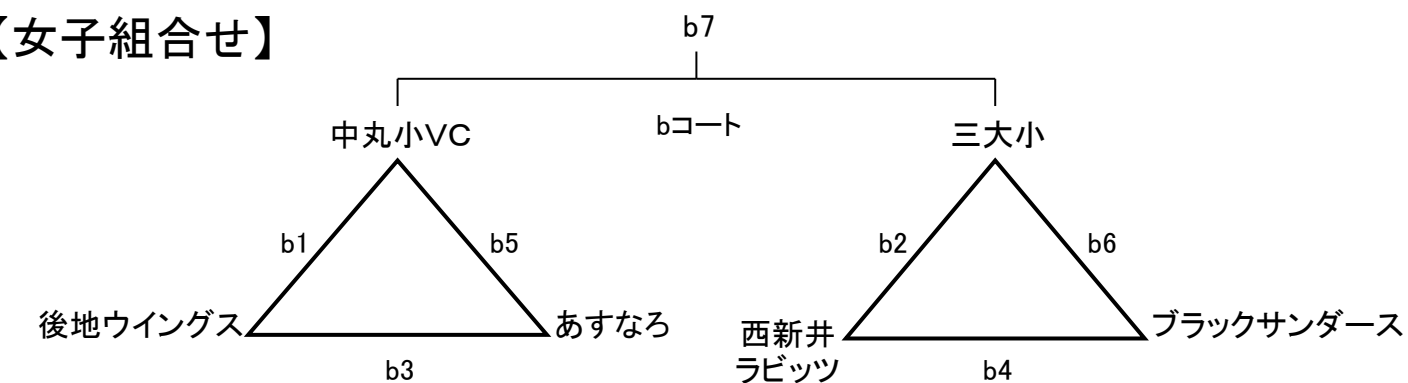 【女子組合せ】
b7
bコート
中丸小VC
三大小
b1
b5
b2
b6
後地ウイングス
あすなろ
西新井
ラビッツ
ブラックサンダース
b3
b4